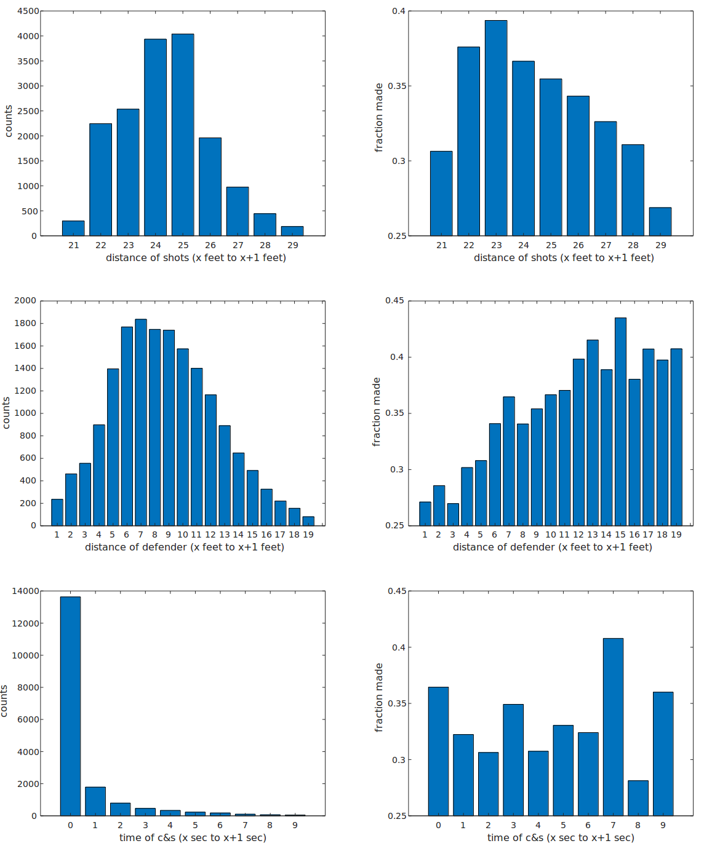 4500
4000
3500
3000
2500
2000
1500
1000
500
0
counts
21 22 23 24 25 26 27 28 29
distance of shots (x feet to x+1 feet)
0.4
0.35
0.3
0.25
fraction made
21 22 23 24 25 26 27 28 29
distance of shots (x feet to x+1 feet)
2000
1800
1600
1400
1200
1000
800
600
400
200
0
counts
1 2 3 4 5 6 7 8 9 10 11 12 13 14 15 16 17 18 19
distance of defender (x feet to x+1 feet)
0.45
0.4
0.35
0.3
0.25
fraction made
1 2 3 4 5 6 7 8 9 10 11 12 13 14 15 16 17 18 19
distance of defender (x feet to x+1 feet)
14000
12000
10000
8000
6000
4000
2000
0
counts
0 1 2 3 4 5 6 7 8 9
time of c&s (x sec to x+1 sec)
0.45
0.4
0.35
0.3
0.25
fraction made
0 1 2 3 4 5 6 7 8 9
time of c&s (x sec to x+1 sec)